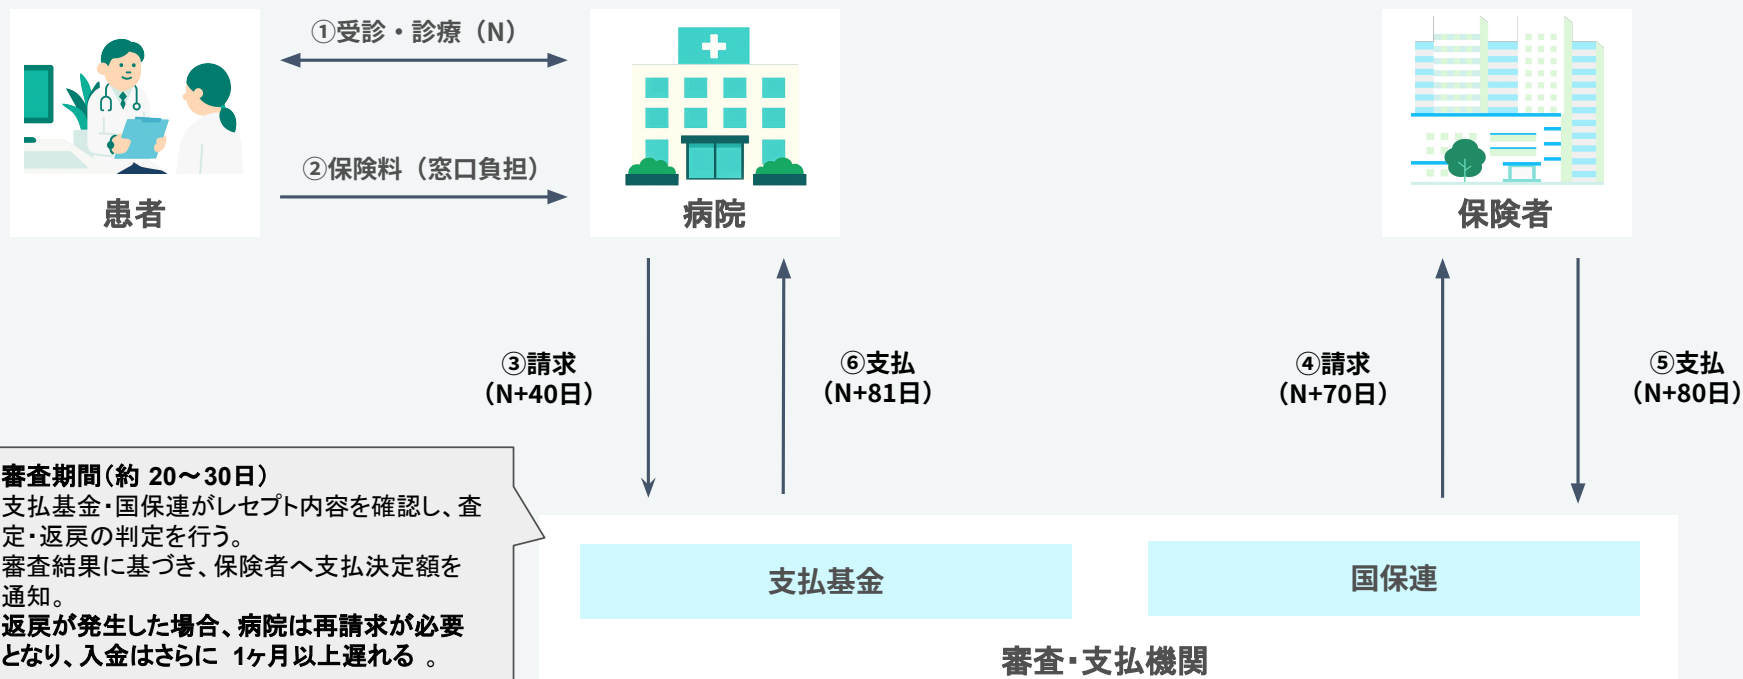 ①受診・診療（N）
②保険料（窓口負担）
患者
病院
保険者
③請求
（N+40日）
⑥支払
（N+81日）
④請求
（N+70日）
⑤支払
（N+80日）
審査期間（約 20～30日）
支払基金・国保連がレセプト内容を確認し、査
定・返戻の判定を行う。
審査結果に基づき、保険者へ支払決定額を
通知。
返戻が発生した場合、病院は再請求が必要
となり、入金はさらに 1ヶ月以上遅れる 。
支払基金
国保連
審査・支払機関